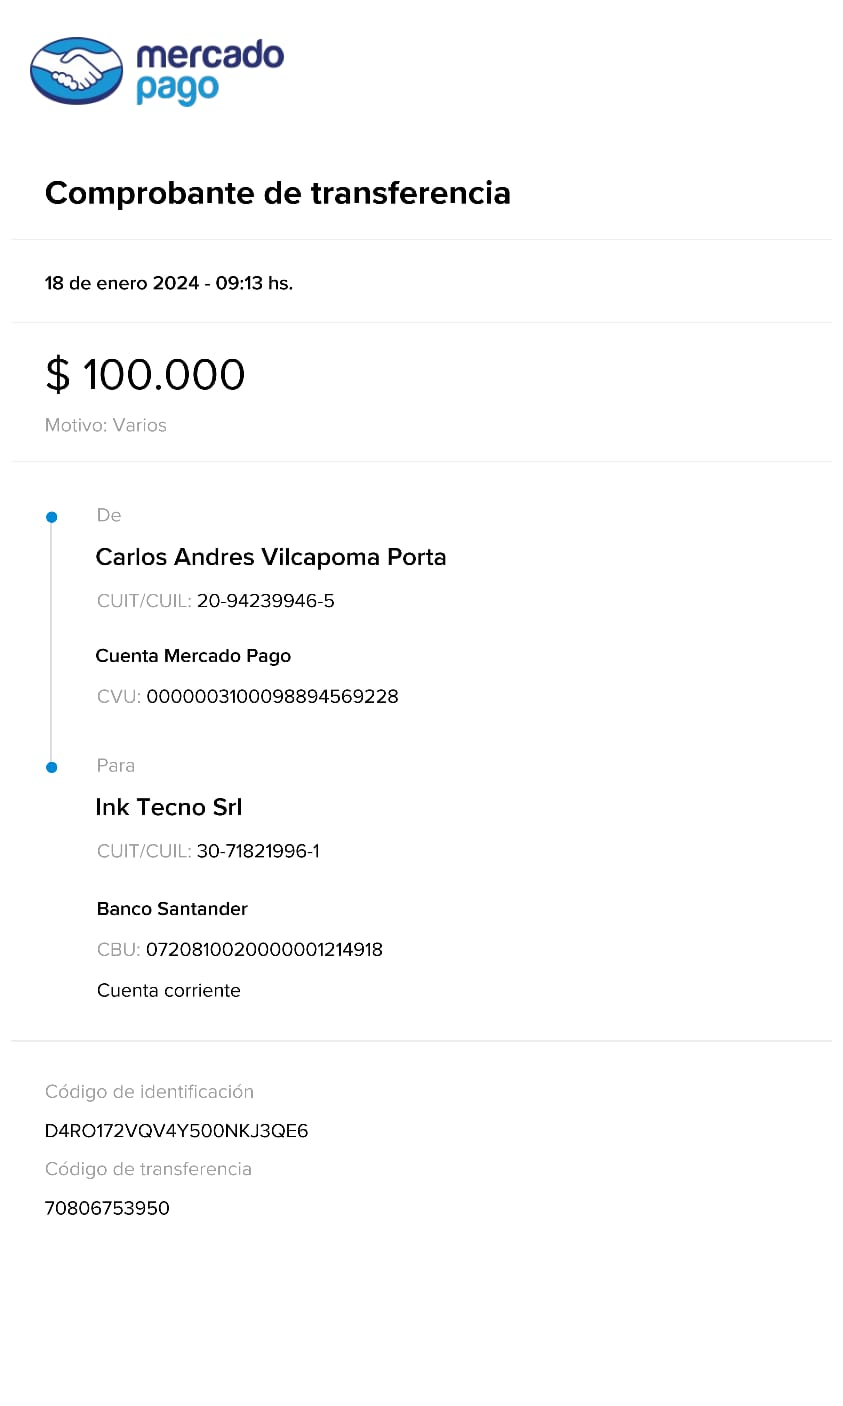 mercado
pago
Comprobante de transferencia
18 de enero 2024 - 09:13 hs.
$ 100.000
Motivo: Varios
De
Carlos Andres Vilcapoma Porta
CUIT/CUIL: 20-94239946-5
Cuenta Mercado Pago
CVU: 0000003100098894569228
Para
Ink Tecno Srl
CUIT/CUIL: 30-71821996-1
Banco Santander
CBU: 0720810020000001214918
Cuenta corriente
Código de identificación
D4RO172VQV4Y500NKJ3QE6
Código de transferencia
70806753950